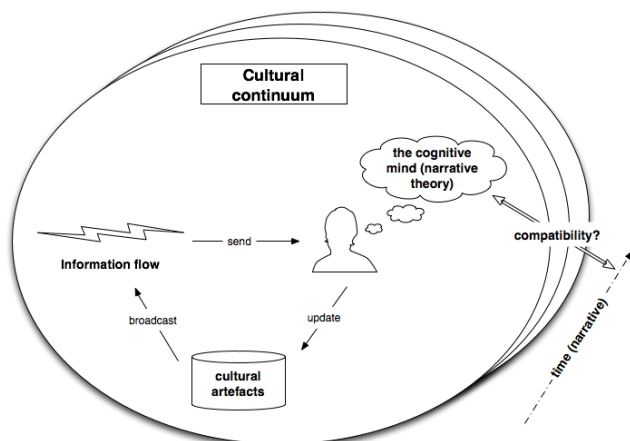 Cultural
continuum
the cognitive
mind (narrative
theory)
compatibility?
send
Information flow
broadcast
update
time (narrative)
cultural
artefacts